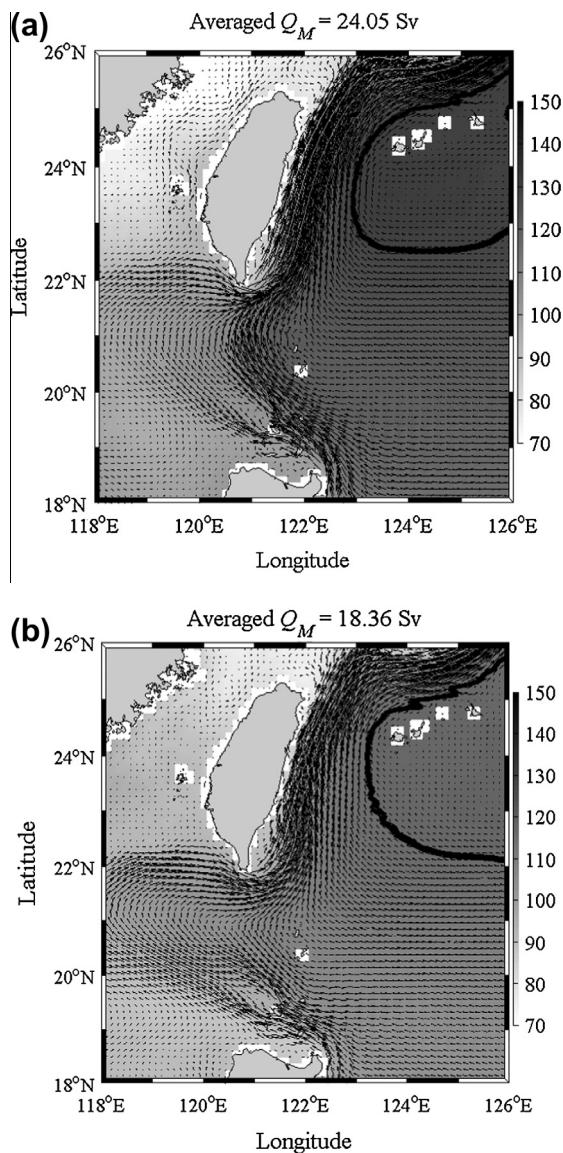 (a)
Averaged Q_M = 24.05 Sv
26°N
24°N
22°N
20°N
18°N
Latitude
118°E 120°E 122°E 124°E 126°E
Longitude
150
140
130
120
110
100
90
80
70
(b)
Averaged Q_M = 18.36 Sv
26°N
24°N
22°N
20°N
18°N
Latitude
118°E 120°E 122°E 124°E 126°E
Longitude
150
140
130
120
110
100
90
80
70